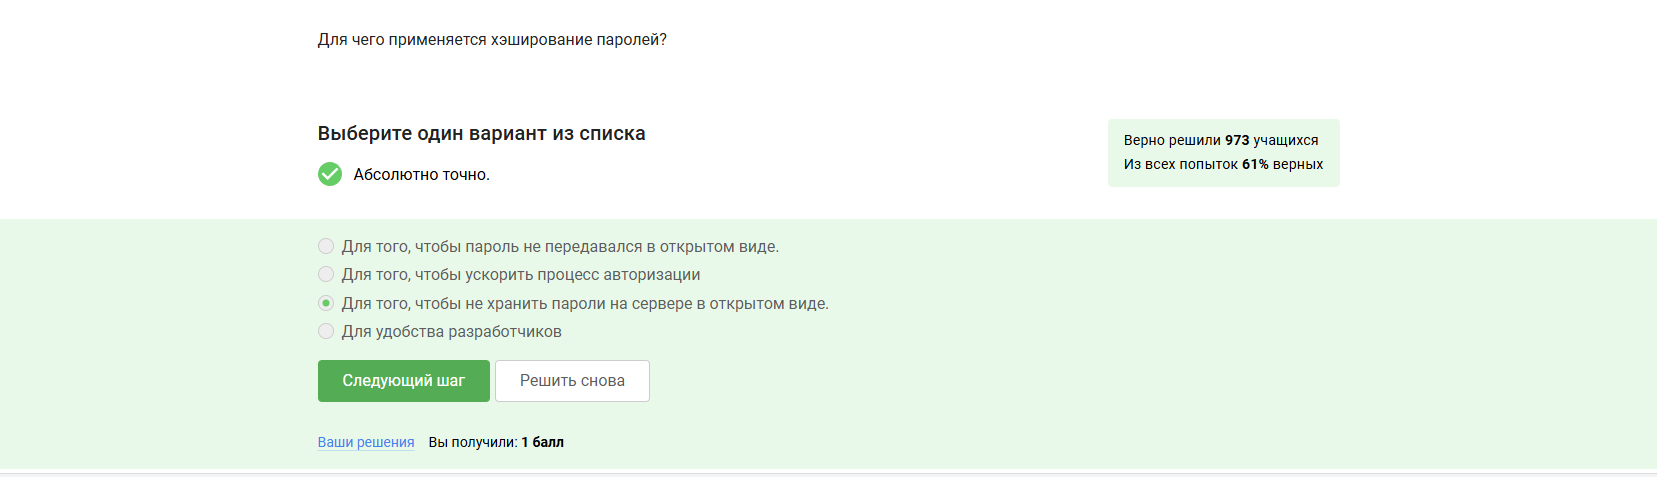 Для чего применяется хэширование паролей?
Выберите один вариант из списка
Абсолютно точно.
Верно решили 973 учащихся
Из всех попыток 61% верных
Для того, чтобы пароль не передавался в открытом виде.
Для того, чтобы ускорить процесс авторизации
Для того, чтобы не хранить пароли на сервере в открытом виде.
Для удобства разработчиков
Следующий шаг
Решить снова
Ваши решения Вы получили: 1 балл